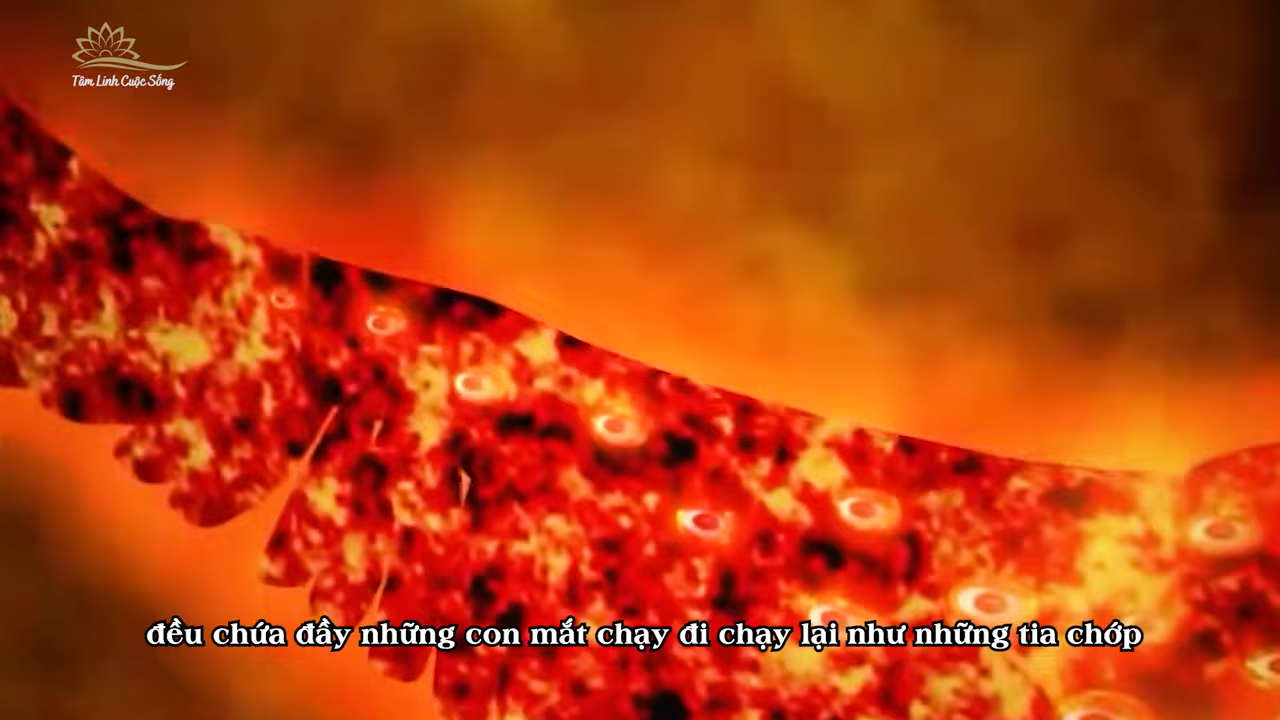 Tâm Linh Cuộc Sống
đều chứa đầy những con mắt chạy đi chạy lại như những tia chớp